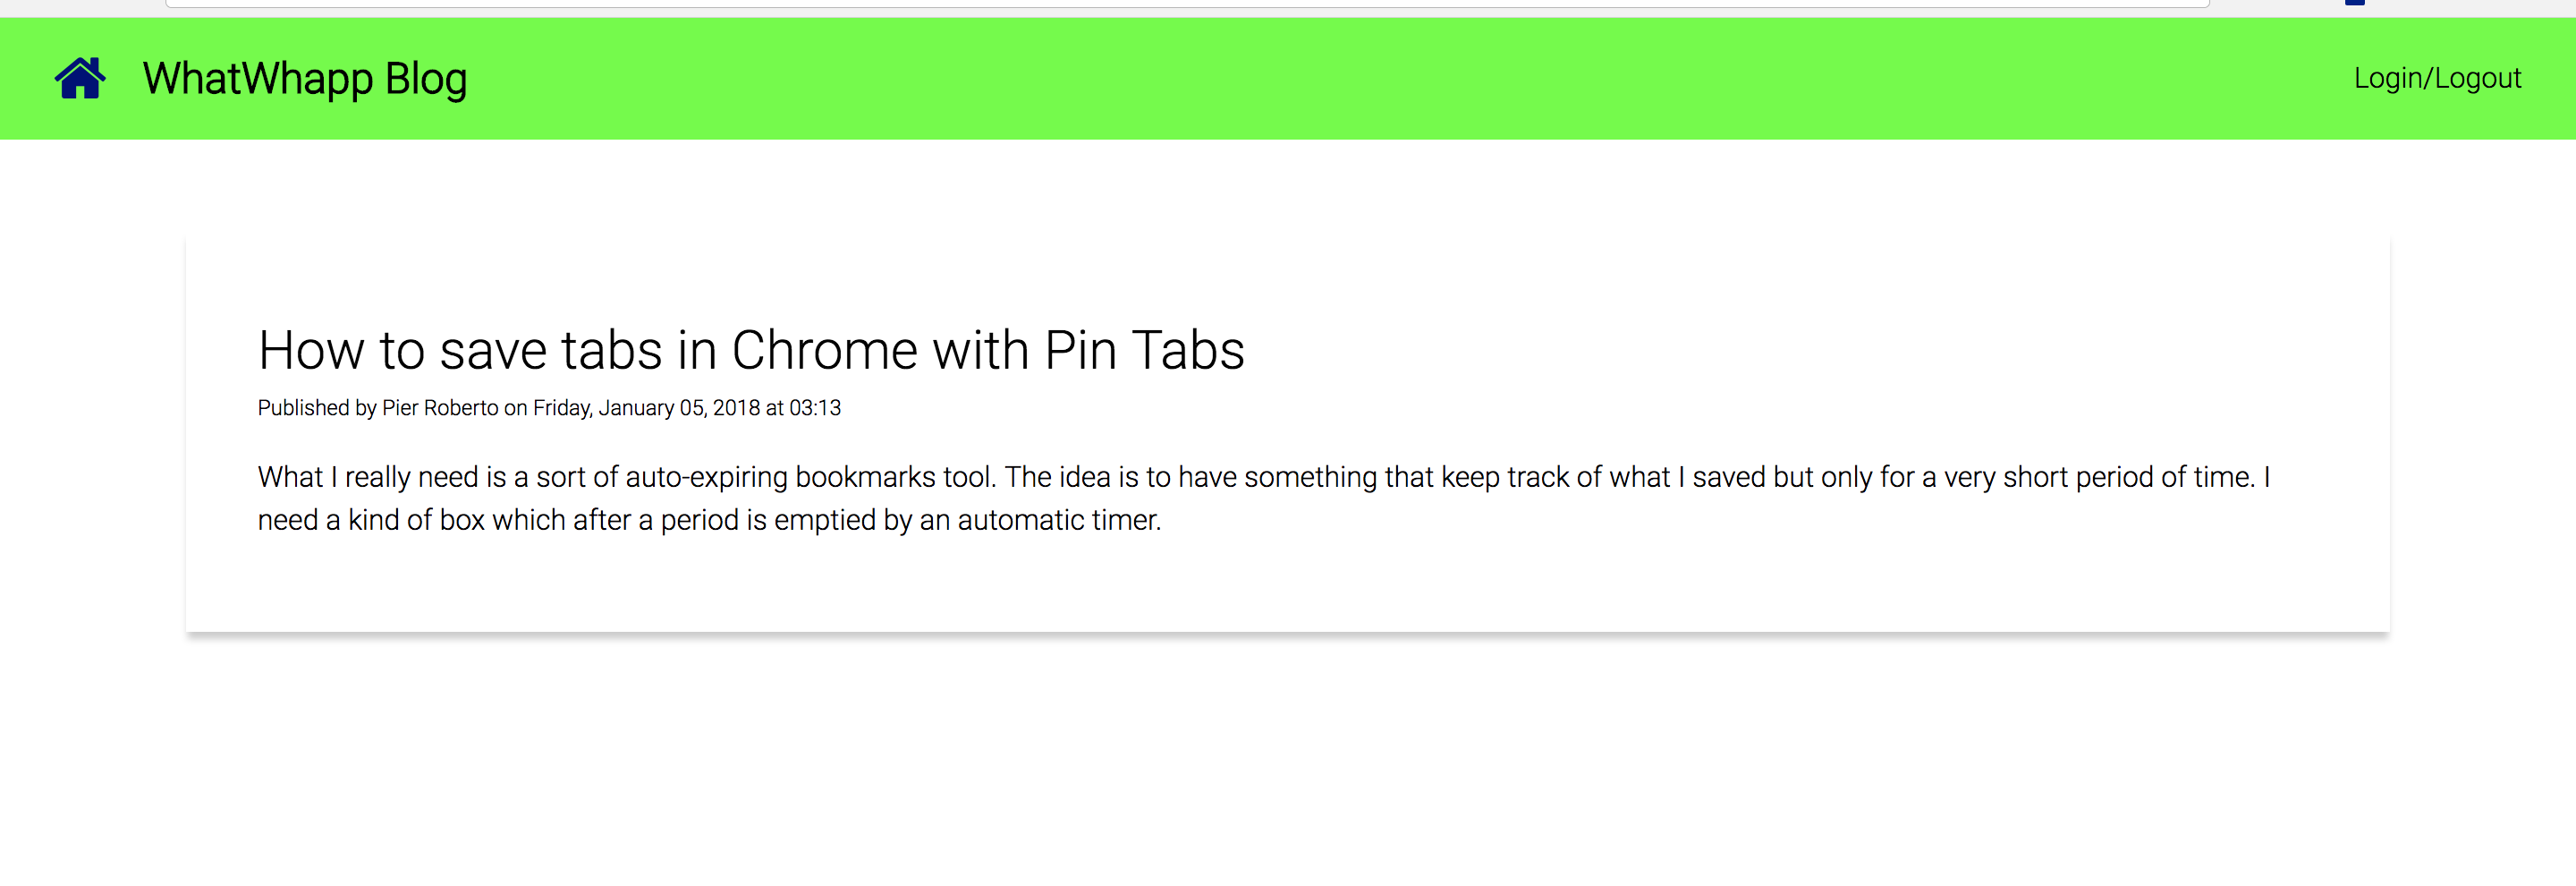 WhatWhapp Blog
Login/Logout
How to save tabs in Chrome with Pin Tabs
Published by Pier Roberto on Friday, January 05, 2018 at 03:13
What I really need is a sort of auto-expiring bookmarks tool. The idea is to have something that keep track of what I saved but only for a very short period of time. I
need a kind of box which after a period is emptied by an automatic timer.